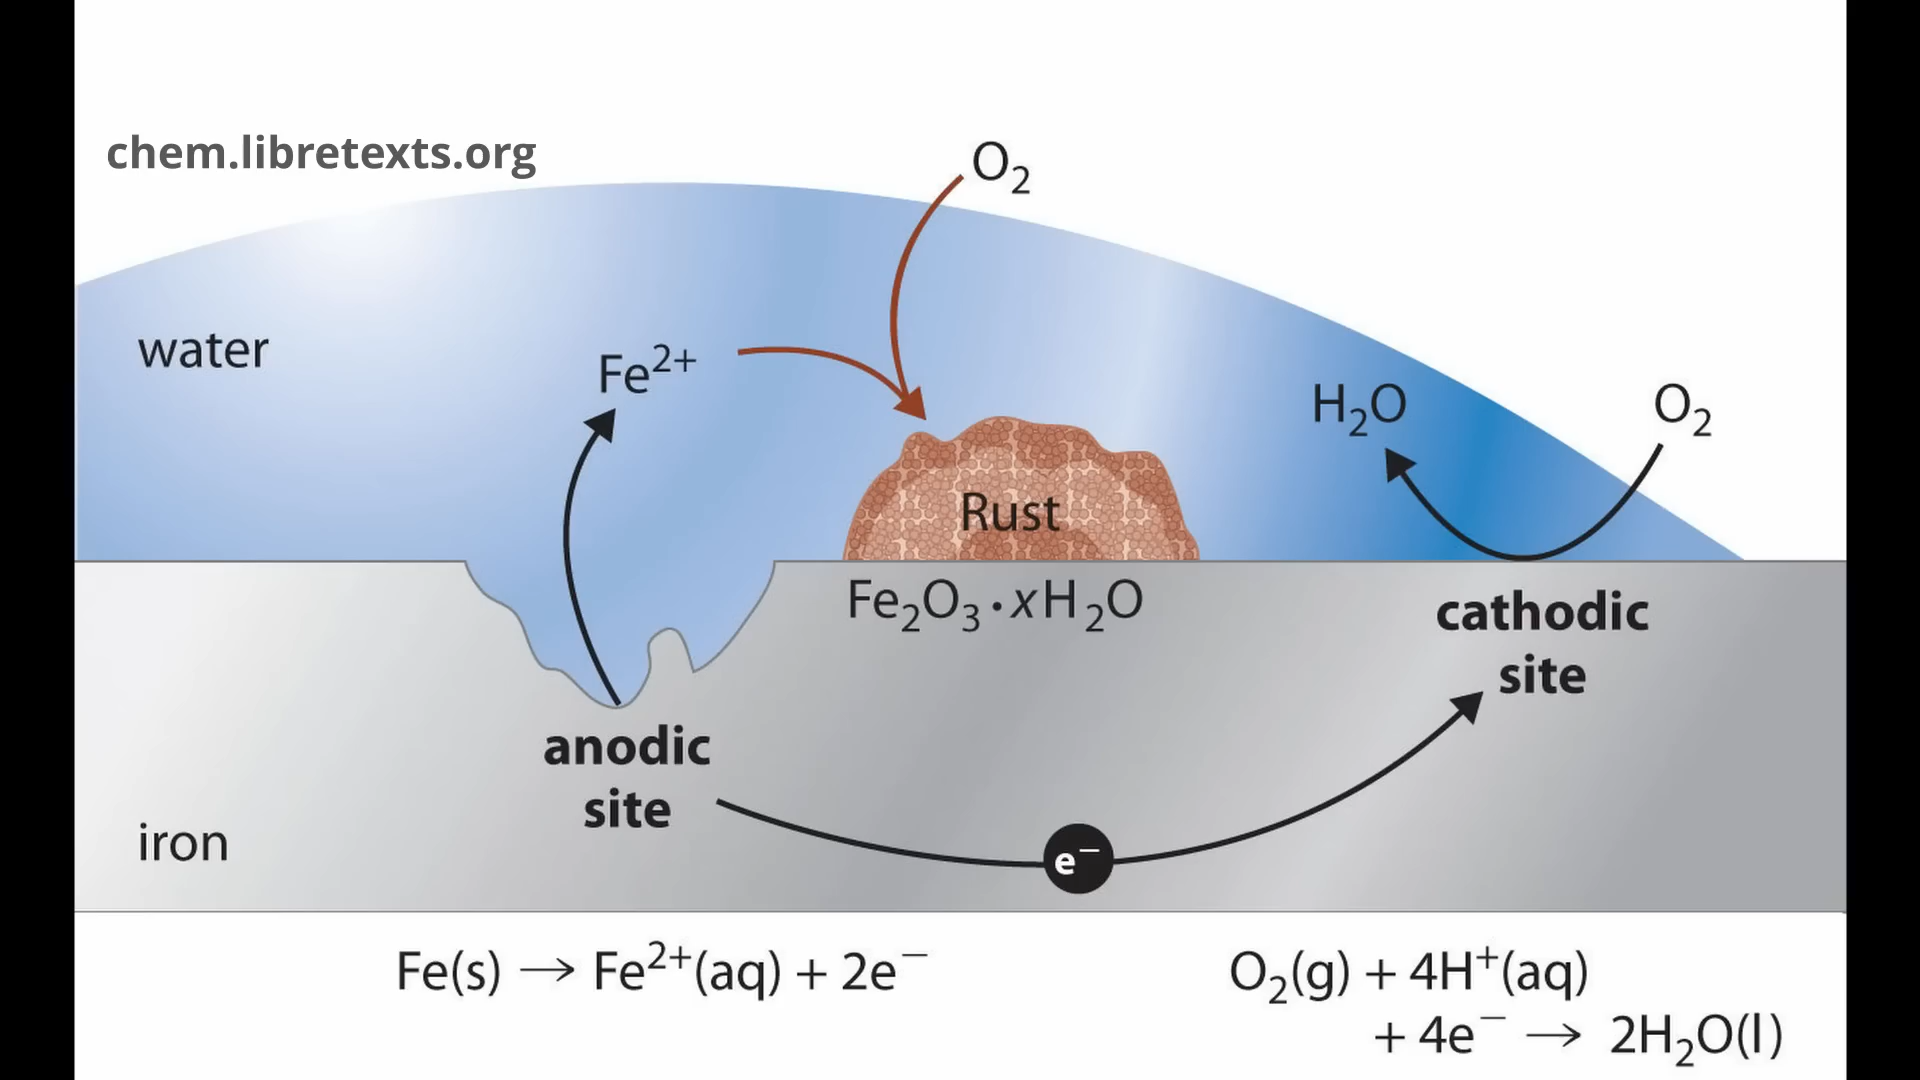 chem.libretexts.org
O₂
water
Fe²⁺
H₂O
O₂
Rust
Fe₂O₃ · xH₂O
cathodic
site
anodic
site
iron
e⁻
Fe(s) → Fe²⁺(aq) + 2e⁻
O₂(g) + 4H⁺(aq)
+ 4e⁻ → 2H₂O(l)